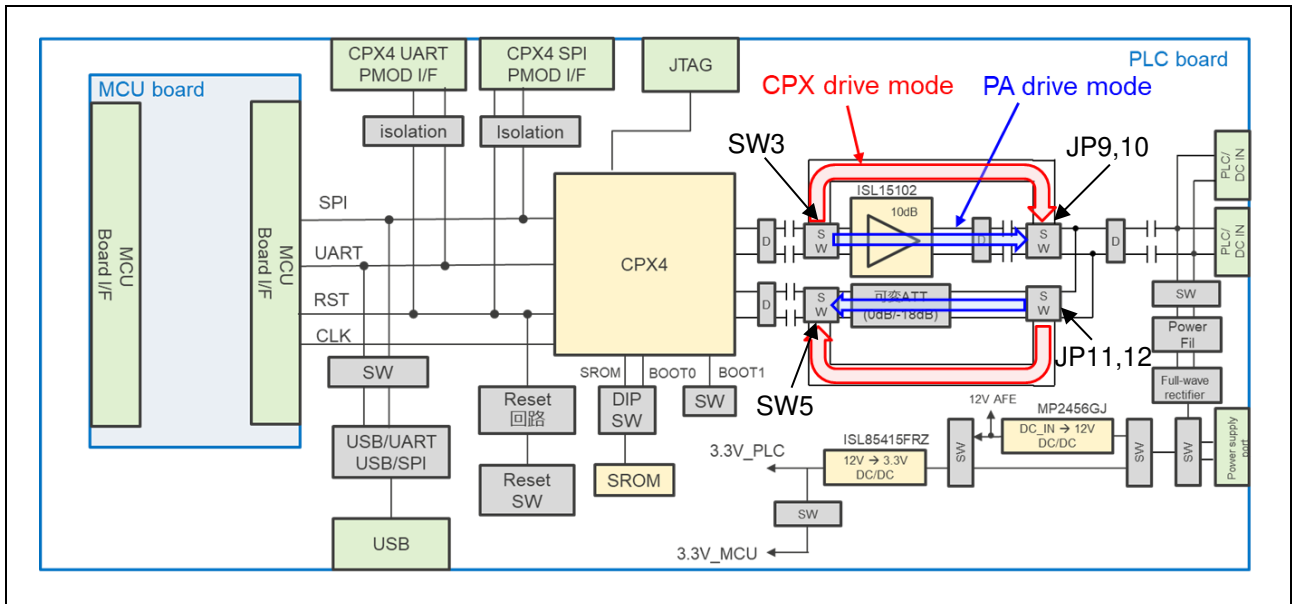 PLC board
MCU board
MCU
Board I/F
MCU
Board I/F
CPX4 UART
PMOD I/F
CPX4 SPI
PMOD I/F
JTAG
isolation
Isolation
SPI
UART
RST
CLK
CPX4
CPX drive mode
PA drive mode
SW3
JP9,10
ISL15102
10dB
D
S
W
D
S
W
D
PLC/
DC IN
PLC/
DC IN
D
S
W
可変ATT
(0dB/-18dB)
S
W
JP11,12
SW5
SW
Power
Fil
Full-wave
rectifier
SW
USB/UART
USB/SPI
USB
Reset
回路
Reset
SW
SROM
BOOT0
BOOT1
DIP
SW
SW
SROM
12V AFE
MP2456GJ
DC_IN → 12V
DC/DC
ISL85415FRZ
12V → 3.3V
DC/DC
SW
SW
SW
Power supply
port
3.3V_PLC
SW
3.3V_MCU